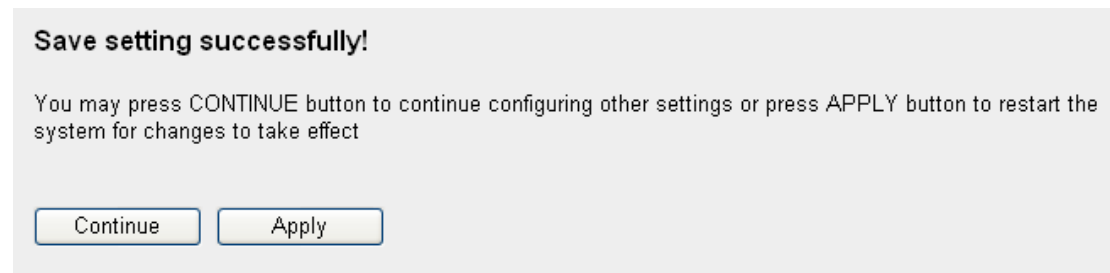 Save setting successfully!
You may press CONTINUE button to continue configuring other settings or press APPLY button to restart the
system for changes to take effect
Continue Apply